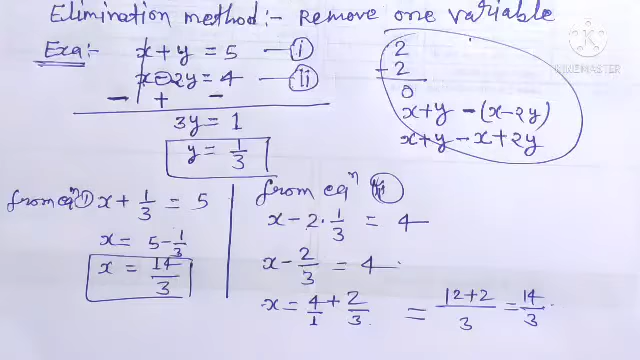 Elimination method:- Remove one variable
Exa:- x+y = 5 — (i)
x-2y = 4 — (ii)
- + -
3y = 1
y = 1/3
2
- 2
0
x+y -(x-2y)
x+y - x+2y
KINEMASTER
from eqn (i) x + 1/3 = 5
x = 5 - 1/3
x = 14/3
from eqn (ii)
x - 2 · 1/3 = 4
x - 2/3 = 4
x = 4/1 + 2/3 = 12+2/3 = 14/3